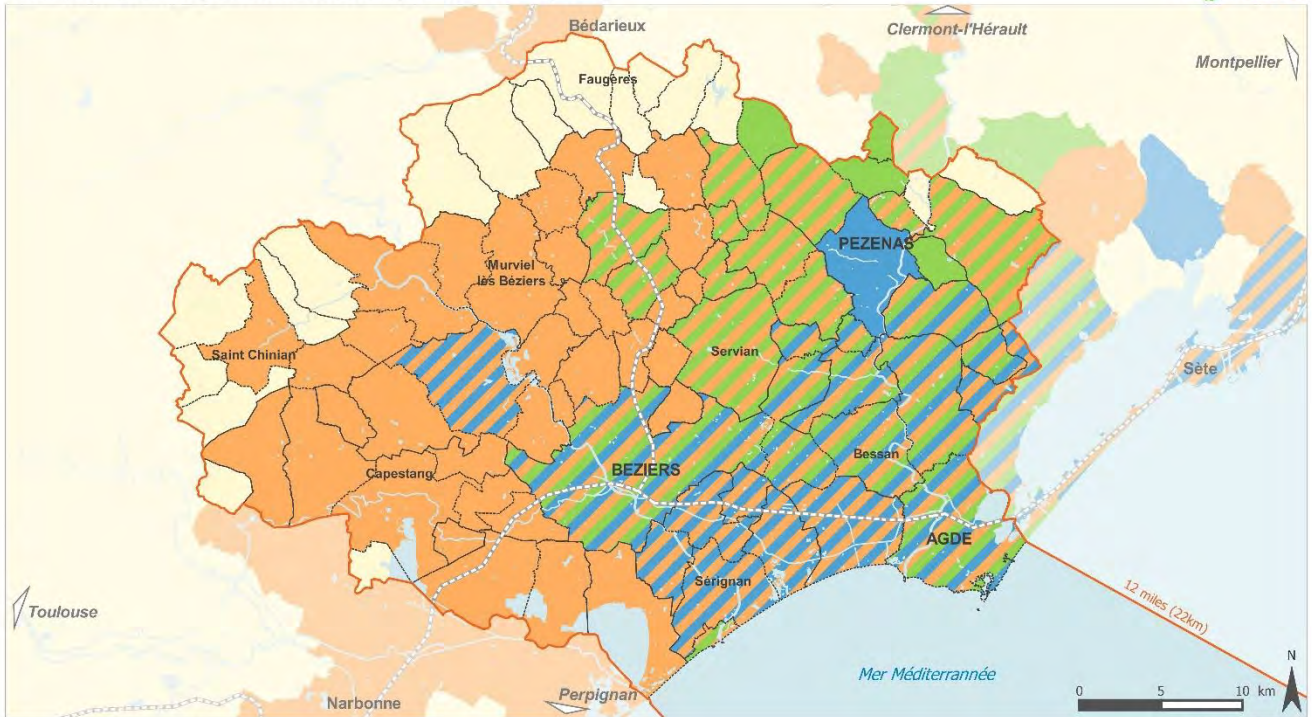 Bédarieux
Clermont-l'Hérault
Montpellier
Faugères
PEZENAS
Murviel
lès Béziers
Saint Chinian
Servian
Sète
Capestang
BEZIERS
Bessan
AGDE
Sérignan
Toulouse
12 miles (22km)
Mer Méditerrannée
Narbonne
Perpignan
N
0 5 10 km